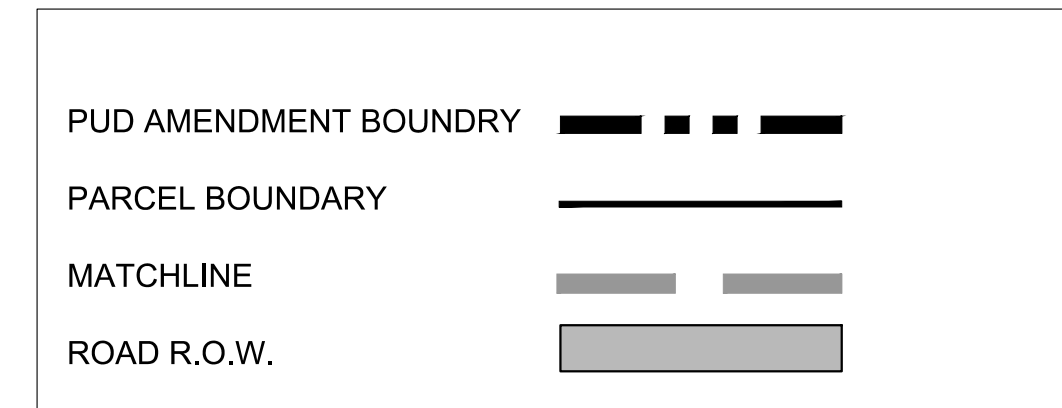 PUD AMENDMENT BOUNDRY
PARCEL BOUNDARY
MATCHLINE
ROAD R.O.W.